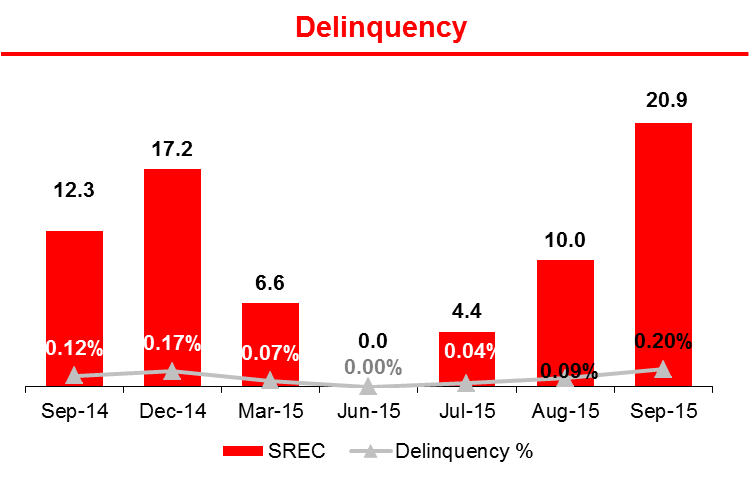 Delinquency
20.9
17.2
12.3
10.0
6.6
4.4
0.0
0.12% 0.17% 0.07% 0.00% 0.04% 0.09% 0.20%
Sep-14 Dec-14 Mar-15 Jun-15 Jul-15 Aug-15 Sep-15
SREC Delinquency %